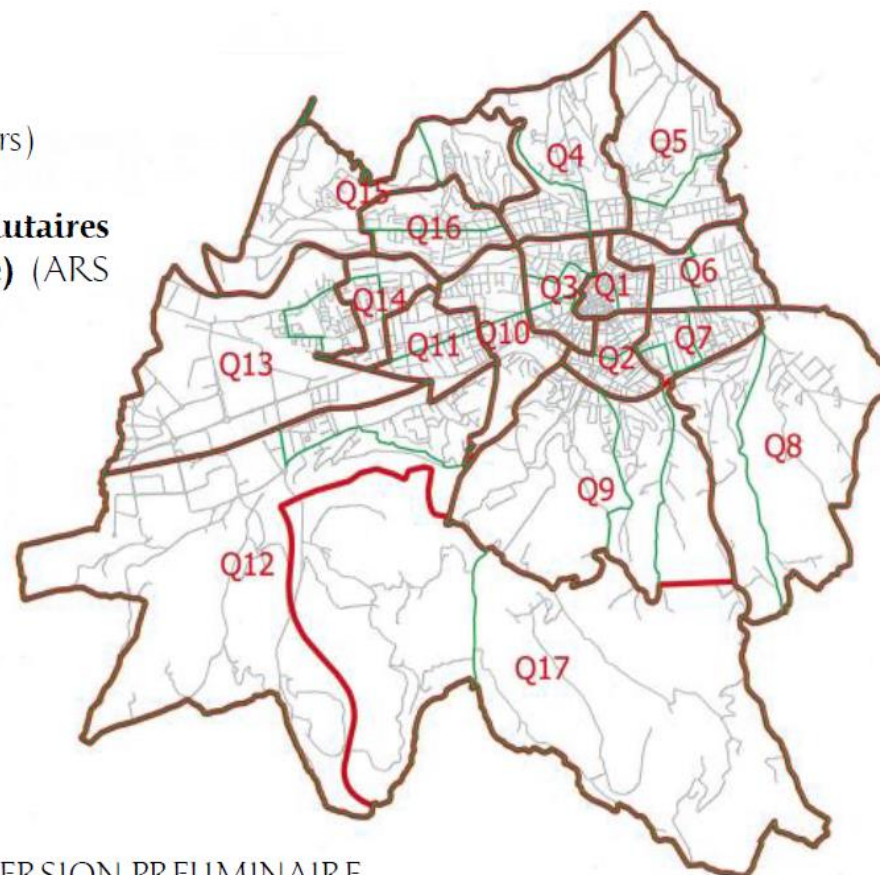 rs)
utaires
e) (ARS
Q5
Q4
Q15
Q16
Q6
Q3
Q1
Q14
Q7
Q10
Q11
Q2
Q13
Q8
Q9
Q12
Q17
ERSION PRELIMINAIRE